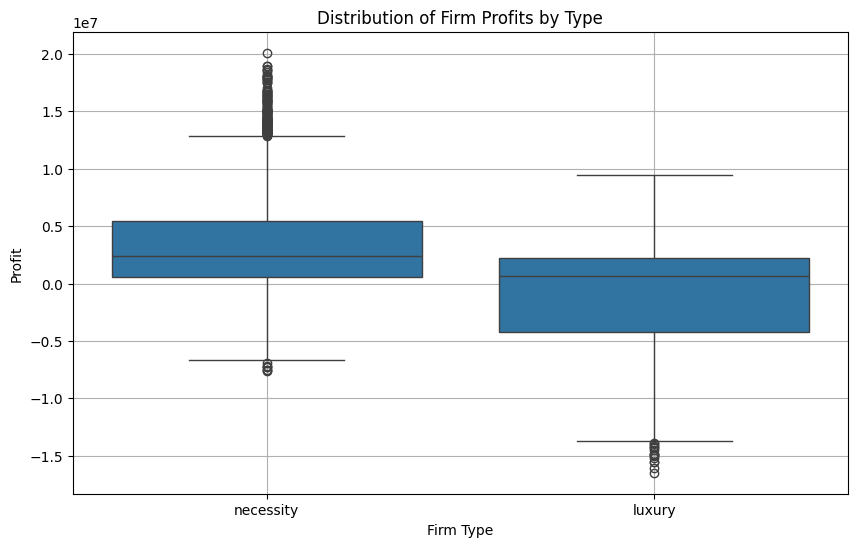 Distribution of Firm Profits by Type
1e7
2.0
1.5
1.0
0.5
0.0
−0.5
−1.0
−1.5
Profit
necessity luxury
Firm Type